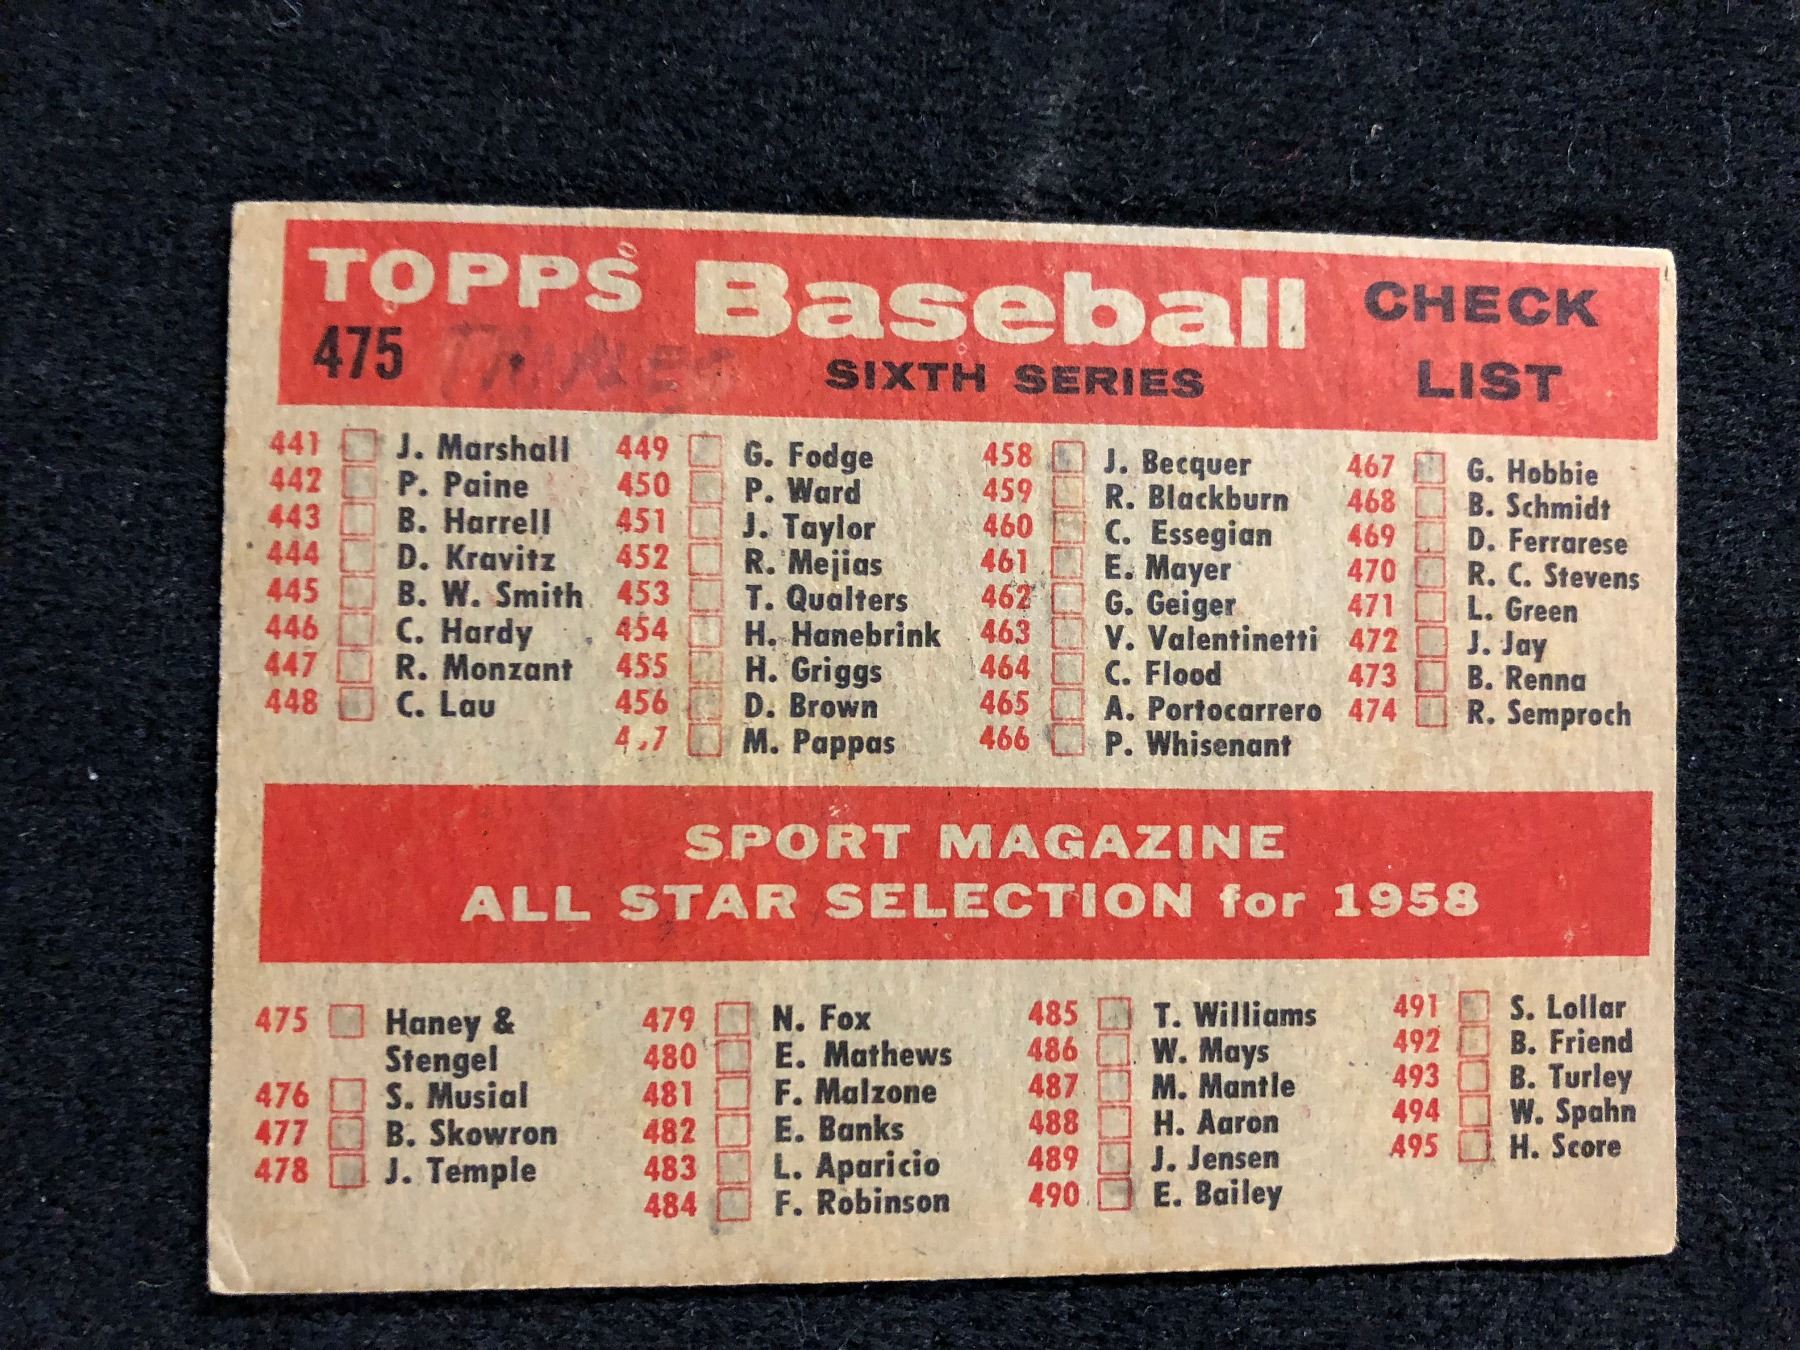 TOPPS Baseball CHECK
475 SIXTH SERIES LIST
441 J. Marshall
442 P. Paine
443 B. Harrell
444 D. Kravitz
445 B. W. Smith
446 C. Hardy
447 R. Monzant
448 C. Lau
449 G. Fodge
450 P. Ward
451 J. Taylor
452 R. Mejias
453 T. Qualters
454 H. Hanebrink
455 H. Griggs
456 D. Brown
M. Pappas
458 J. Becquer
459 R. Blackburn
460 C. Essegian
461 E. Mayer
462 G. Geiger
463 V. Valentinetti
464 C. Flood
465 A. Portocarrero
466 P. Whisenant
467 G. Hobbie
468 B. Schmidt
469 D. Ferrarese
470 R. C. Stevens
471 L. Green
472 J. Jay
473 B. Renna
474 R. Semproch
SPORT MAGAZINE
ALL STAR SELECTION for 1958
475 Haney &
Stengel
476 S. Musial
477 B. Skowron
478 J. Temple
479 N. Fox
480 E. Mathews
481 F. Malzone
482 E. Banks
483 L. Aparicio
484 F. Robinson
485 T. Williams
486 W. Mays
487 M. Mantle
488 H. Aaron
489 J. Jensen
490 E. Bailey
491 S. Lollar
492 B. Friend
493 B. Turley
494 W. Spahn
495 H. Score